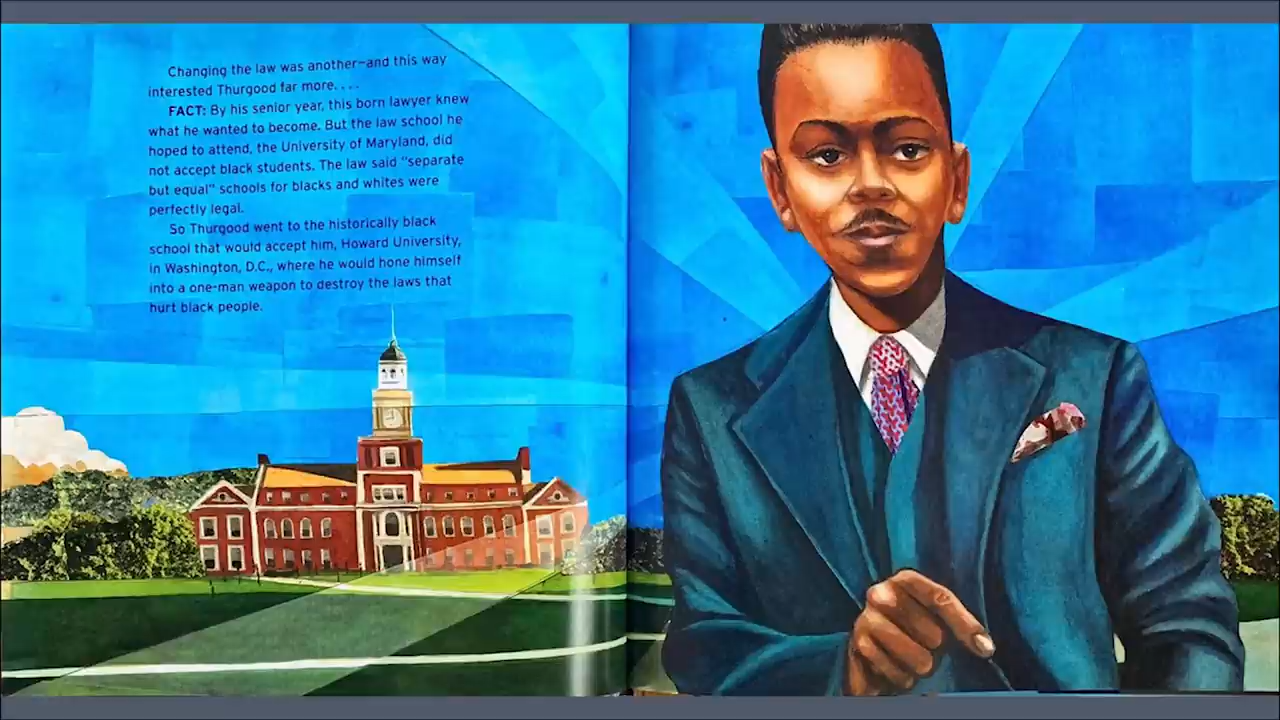 Changing the law was another—and this way
interested Thurgood far more. . . .
FACT: By his senior year, this born lawyer knew
what he wanted to become. But the law school he
hoped to attend, the University of Maryland, did
not accept black students. The law said “separate
but equal” schools for blacks and whites were
perfectly legal.
So Thurgood went to the historically black
school that would accept him, Howard University,
in Washington, D.C., where he would hone himself
into a one-man weapon to destroy the laws that
hurt black people.